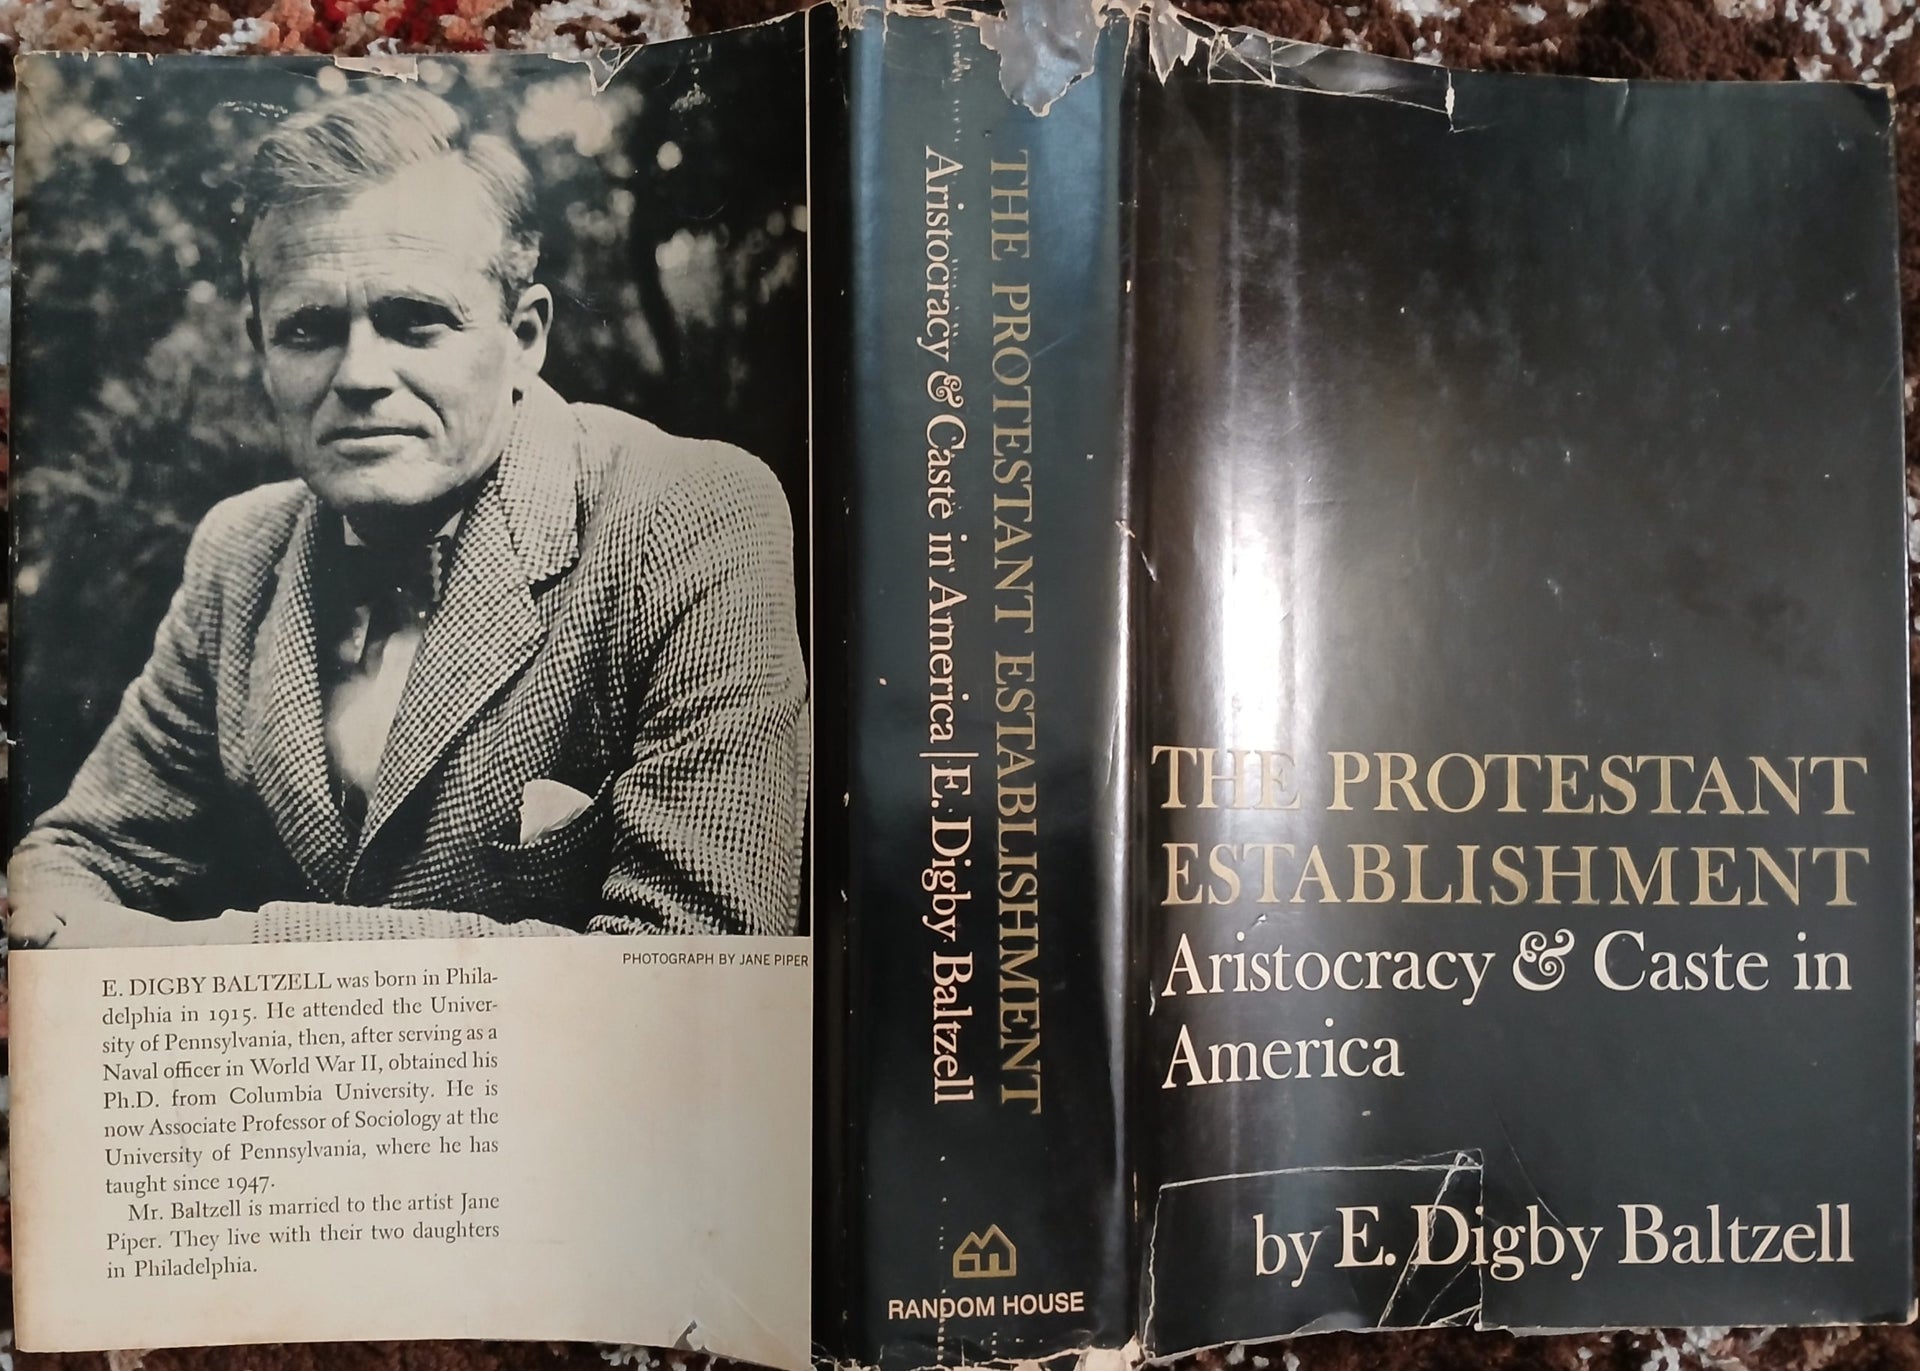 PHOTOGRAPH BY JANE PIPER
E. DIGBY BALTZELL was born in Phila-
delphia in 1915. He attended the Univer-
sity of Pennsylvania, then, after serving as a
Naval officer in World War II, obtained his
Ph.D. from Columbia University. He is
now Associate Professor of Sociology at the
University of Pennsylvania, where he has
taught since 1947.
Mr. Baltzell is married to the artist Jane
Piper. They live with their two daughters
in Philadelphia.
THE PROTESTANT ESTABLISHMENT
Aristocracy & Caste in America | E. Digby Baltzell
RANDOM HOUSE
THE PROTESTANT
ESTABLISHMENT
Aristocracy & Caste in
America
by E. Digby Baltzell